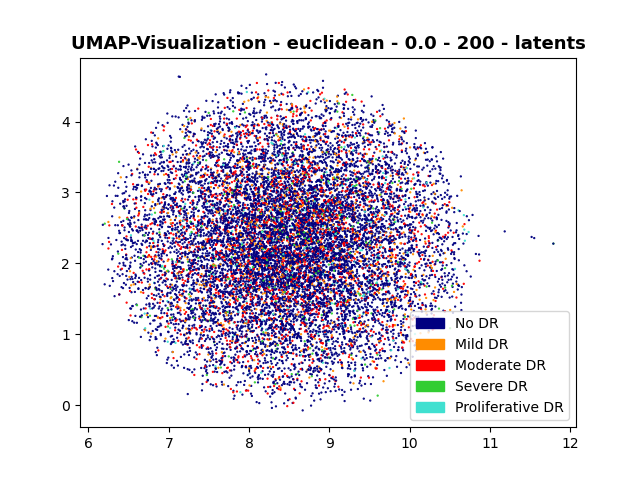 UMAP-Visualization - euclidean - 0.0 - 200 - latents
4
3
2
1
0
6 7 8 9 10 11 12
No DR
Mild DR
Moderate DR
Severe DR
Proliferative DR